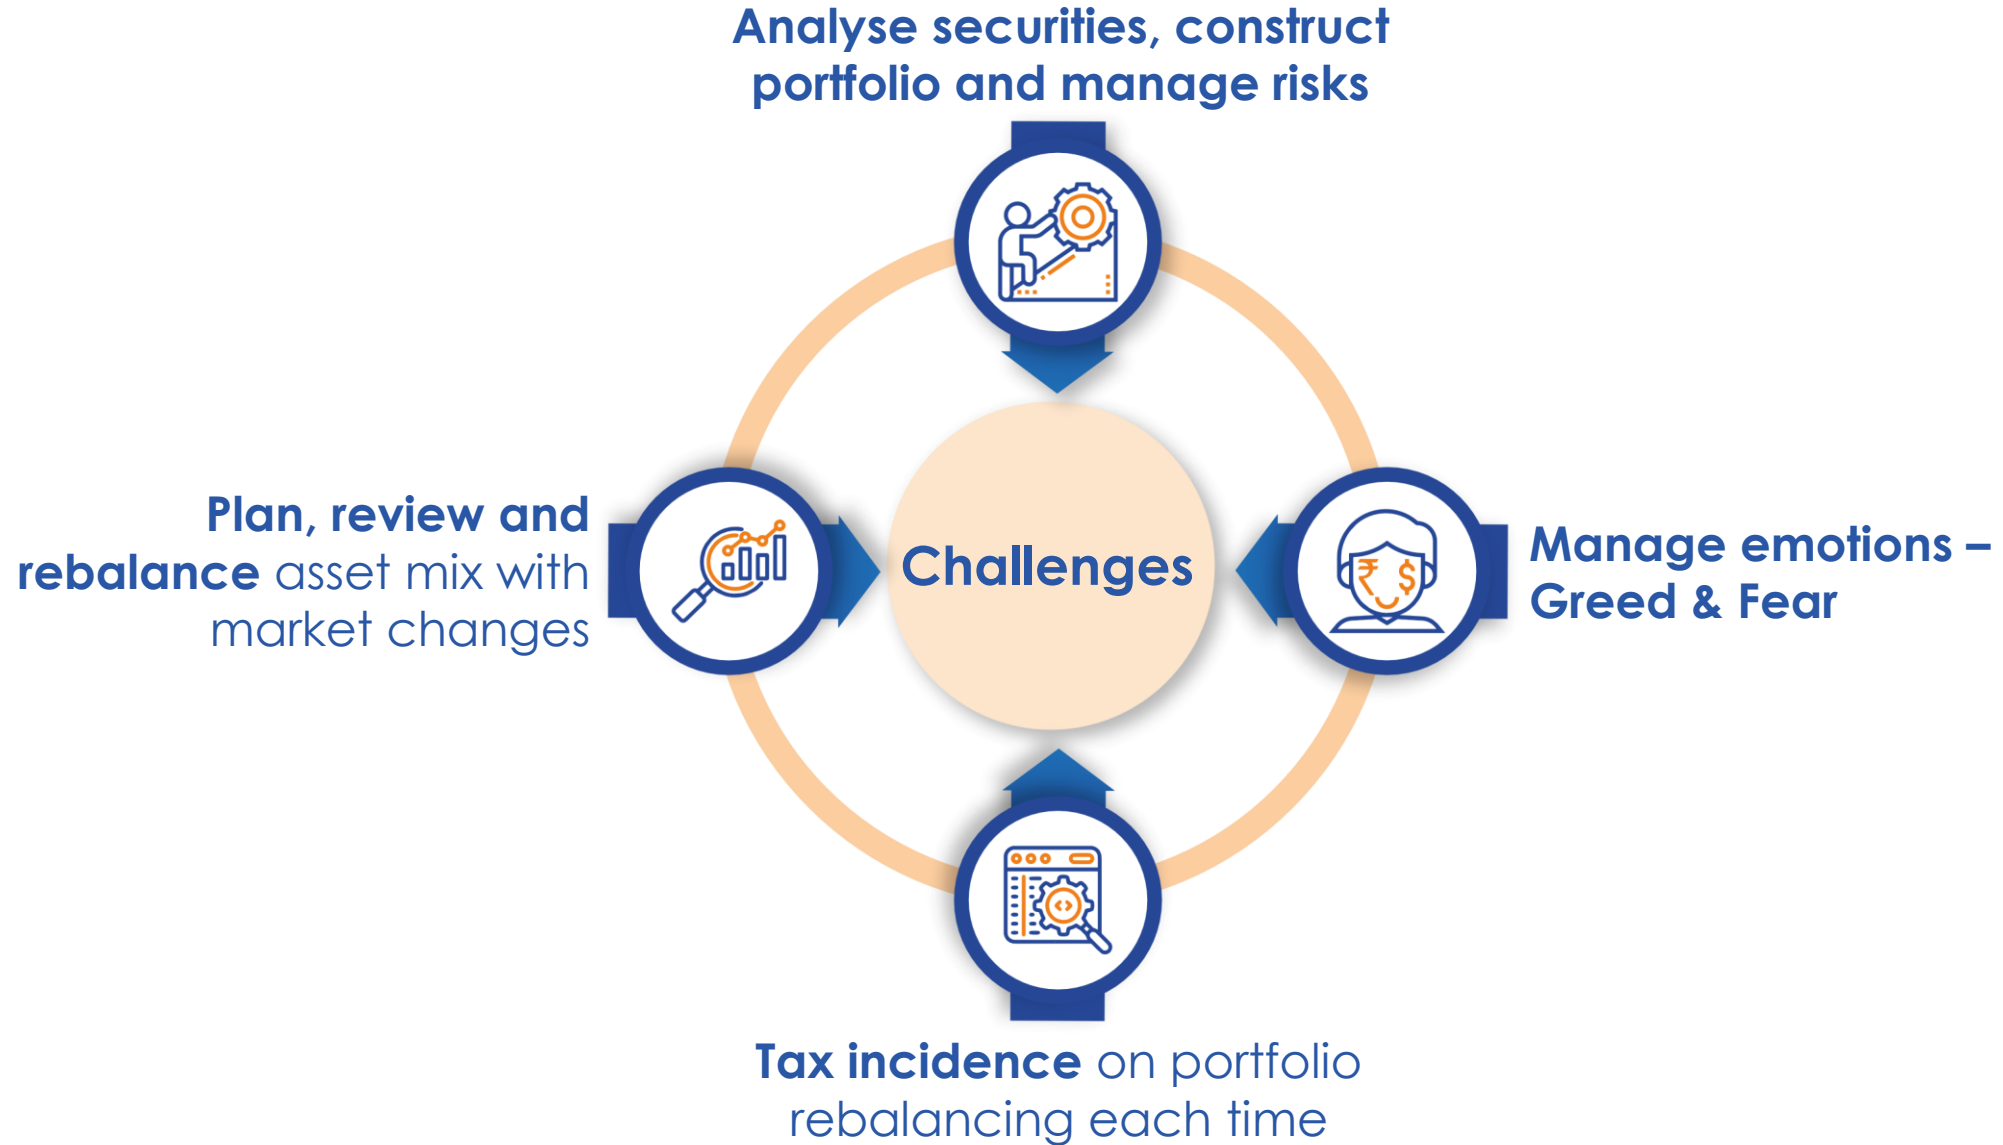 Analyse securities, construct
portfolio and manage risks
Plan, review and
rebalance asset mix with
market changes
Challenges
₹ $
Manage emotions –
Greed & Fear
Tax incidence on portfolio
rebalancing each time